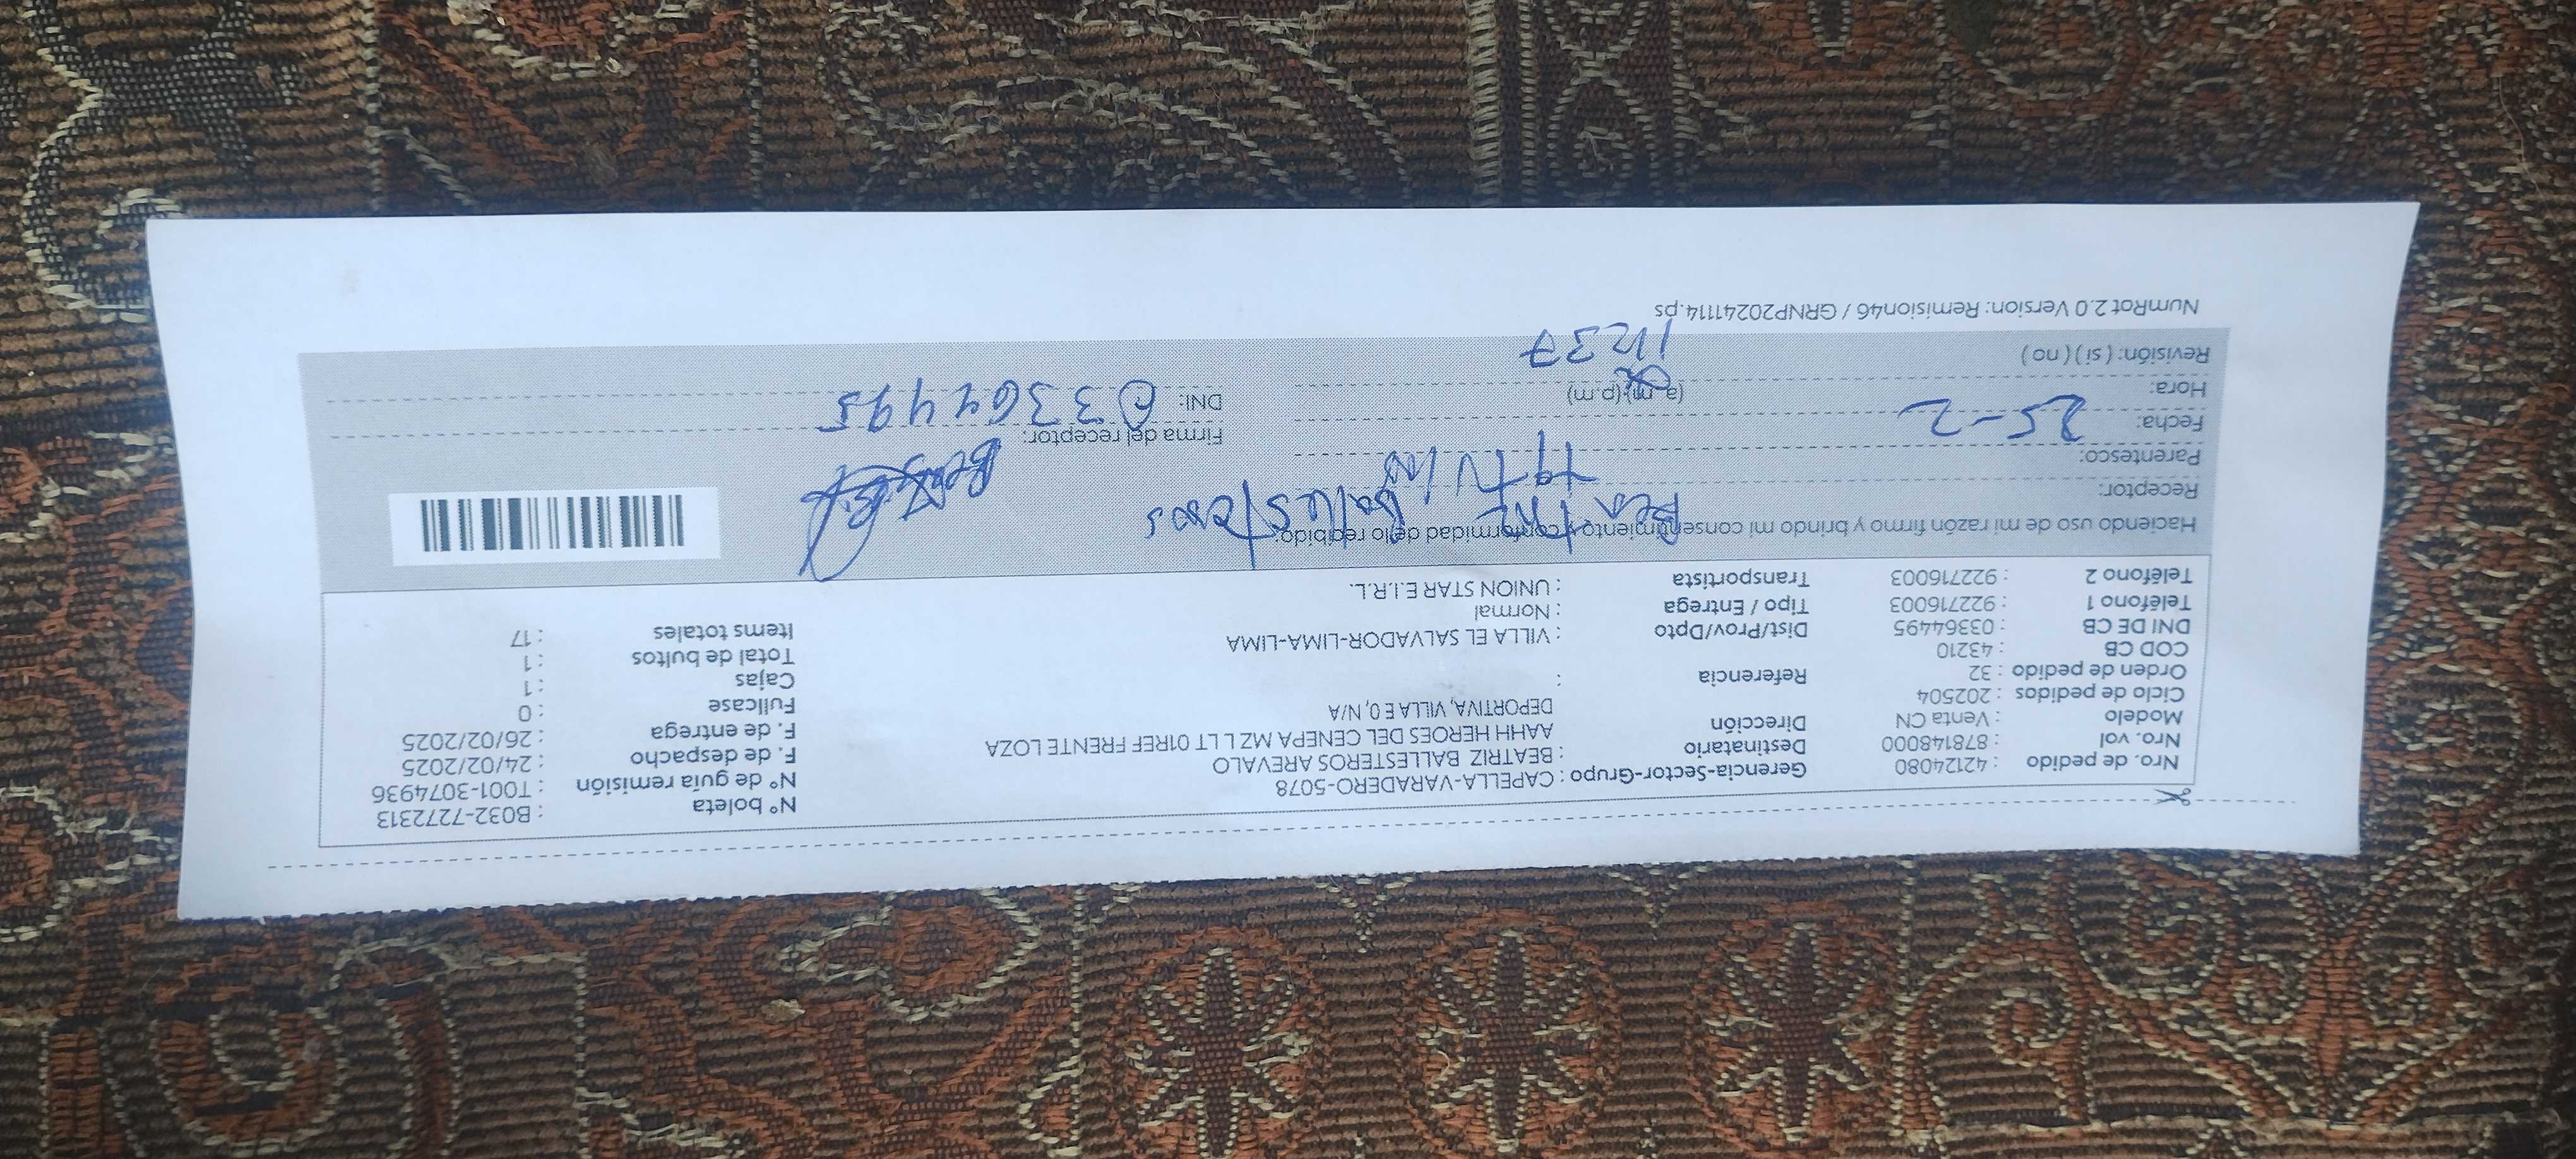 Nro. de pedido : 42124080
Nro. vol : 878148000
Modelo : Venta CN
Ciclo de pedidos : 202504
Orden de pedido : 32
COD CB : 43210
DNI DE CB : 03364495
Teléfono 1 : 922716003
Teléfono 2 : 922716003
Gerencia-Sector-Grupo : CAPELLA-VARADERO-5078
Destinatario : BEATRIZ BALLESTEROS AREVALO
Dirección AAHH HEROES DEL CENEPA MZ L LT 01REF FRENTE LOZA
DEPORTIVA, VILLA E 0, N/A
Referencia :
Dist/Prov/Dpto : VILLA EL SALVADOR-LIMA-LIMA
Tipo / Entrega : Normal
Transportista : UNION STAR E.I.R.L.
N° boleta : B032-7272313
N° de guía remisión : T001-3074936
F. de despacho : 24/02/2025
F. de entrega : 26/02/2025
Fullcase : 0
Cajas : 1
Total de bultos : 1
Items totales : 17
Haciendo uso de mi razón firmo y brindo mi consentimiento y conformidad de lo recibido:
Receptor: Beatriz Ballesteros
Parentesco: Titular
Fecha: 25-2
Hora: (a.m) (p.m)
Revisión: ( si ) ( no )
Firma del receptor:
DNI: 03364495
NumRot 2.0 Version: Remision46 / GRNP20241114.ps